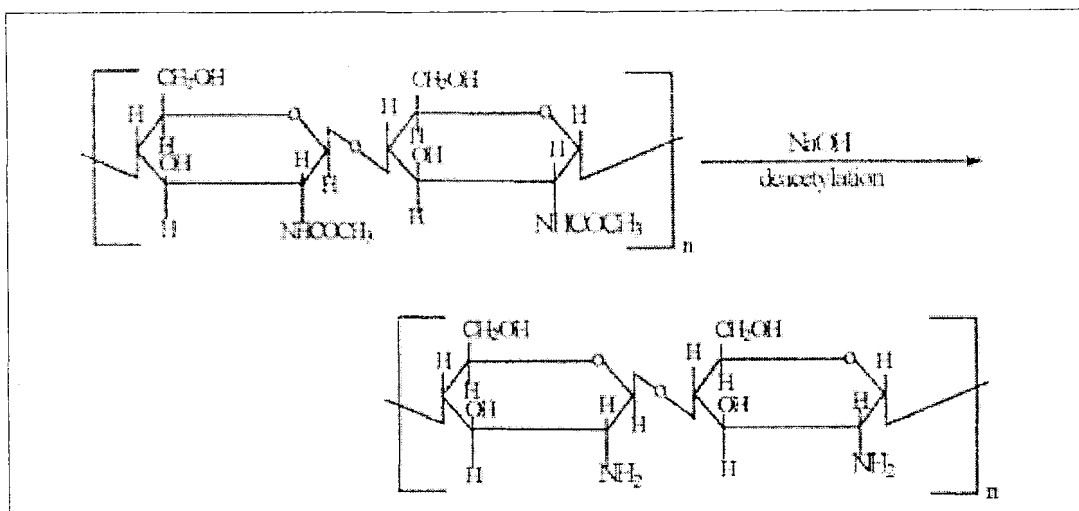 CH₂OH CH₂OH
H O H O H
H H
OH H O OH H
H
H NHCOCH₃ H NHCOCH₃
n
NaOH
deacetylation
CH₂OH CH₂OH
H O H O H
H H
OH H O OH H
H
H NH₂ H NH₂
n